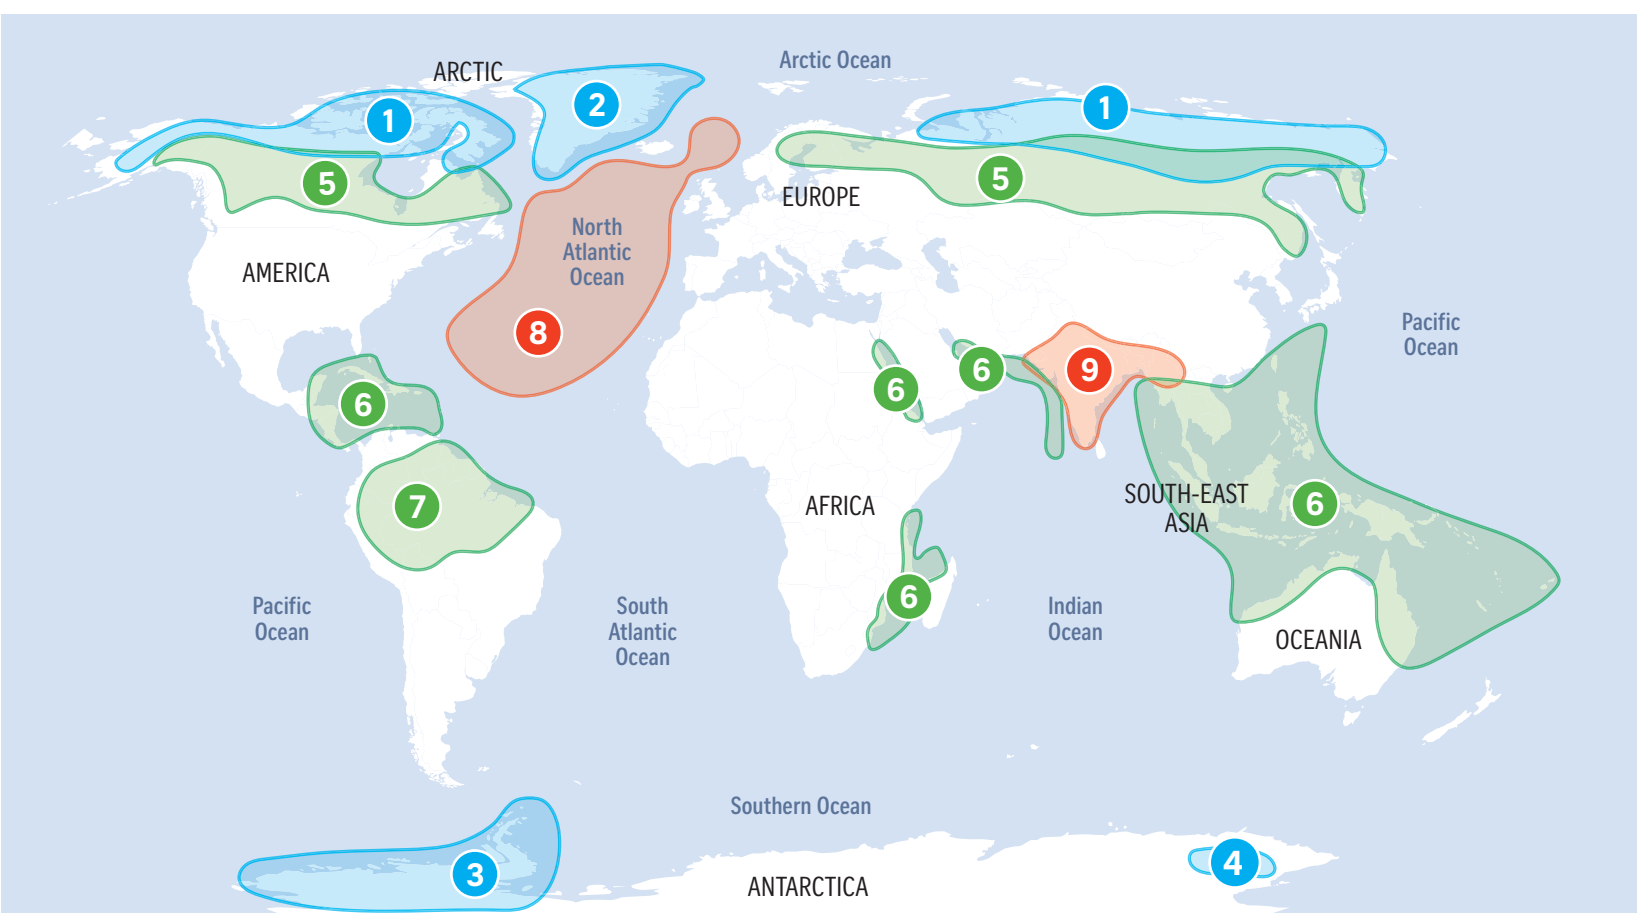 Arctic Ocean
ARCTIC
1
2
1
5
5
EUROPE
North
Atlantic
Ocean
AMERICA
8
Pacific
Ocean
6
6
6
9
7
AFRICA
SOUTH-EAST
ASIA
6
6
Pacific
Ocean
South
Atlantic
Ocean
Indian
Ocean
OCEANIA
Southern Ocean
3
4
ANTARCTICA